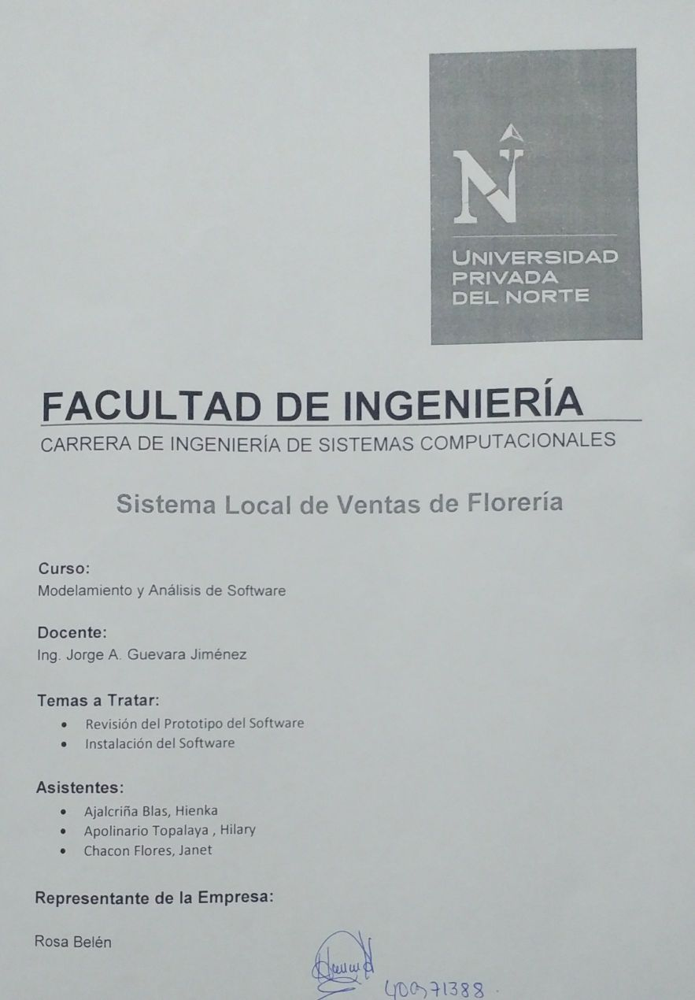 N
UNIVERSIDAD
PRIVADA
DEL NORTE
FACULTAD DE INGENIERÍA
CARRERA DE INGENIERÍA DE SISTEMAS COMPUTACIONALES
Sistema Local de Ventas de Florería
Curso:
Modelamiento y Análisis de Software
Docente:
Ing. Jorge A. Guevara Jiménez
Temas a Tratar:
• Revisión del Prototipo del Software
• Instalación del Software
Asistentes:
• Ajalcriña Blas, Hienka
• Apolinario Topalaya , Hilary
• Chacon Flores, Janet
Representante de la Empresa:
Rosa Belén